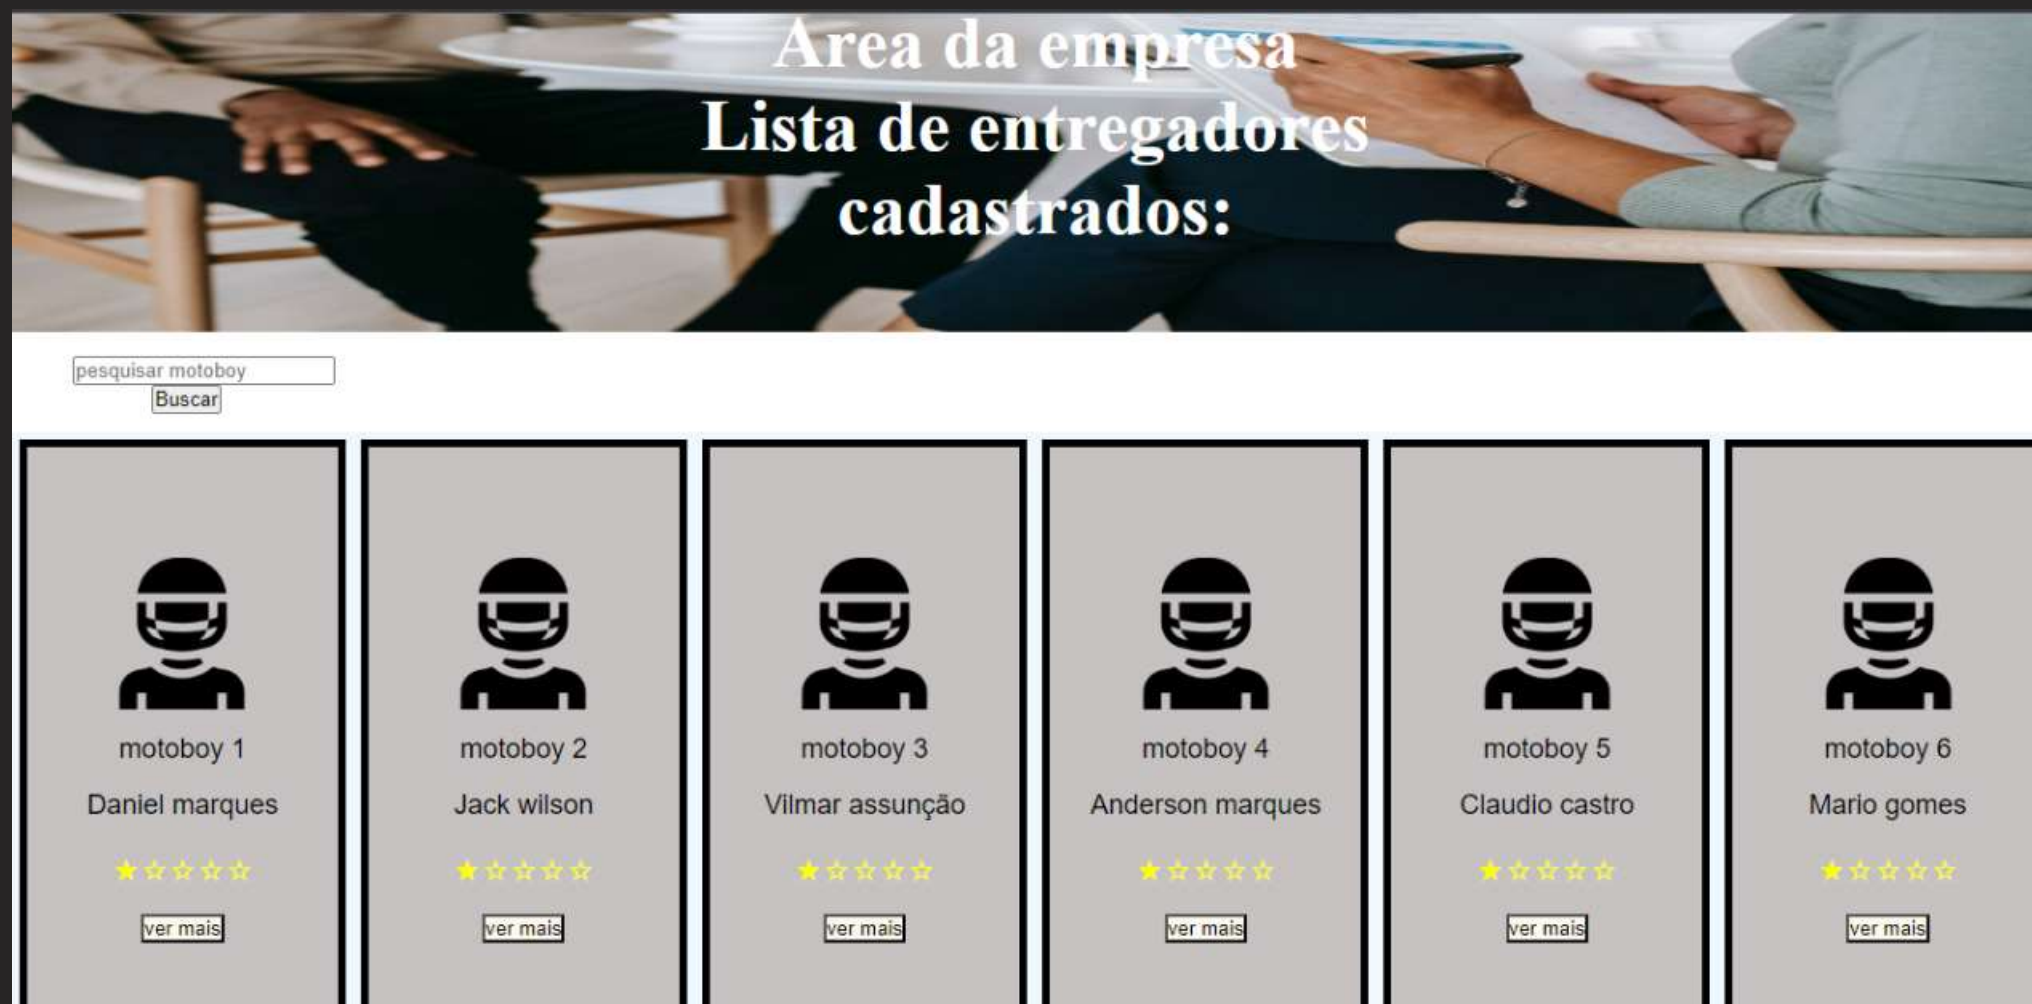 Area da empresa
Lista de entregadores
cadastrados:
pesquisar motoboy
Buscar
motoboy 1
Daniel marques
★☆☆☆☆
ver mais
motoboy 2
Jack wilson
★☆☆☆☆
ver mais
motoboy 3
Vilmar assunção
★☆☆☆☆
ver mais
motoboy 4
Anderson marques
★☆☆☆☆
ver mais
motoboy 5
Claudio castro
★☆☆☆☆
ver mais
motoboy 6
Mario gomes
★☆☆☆☆
ver mais